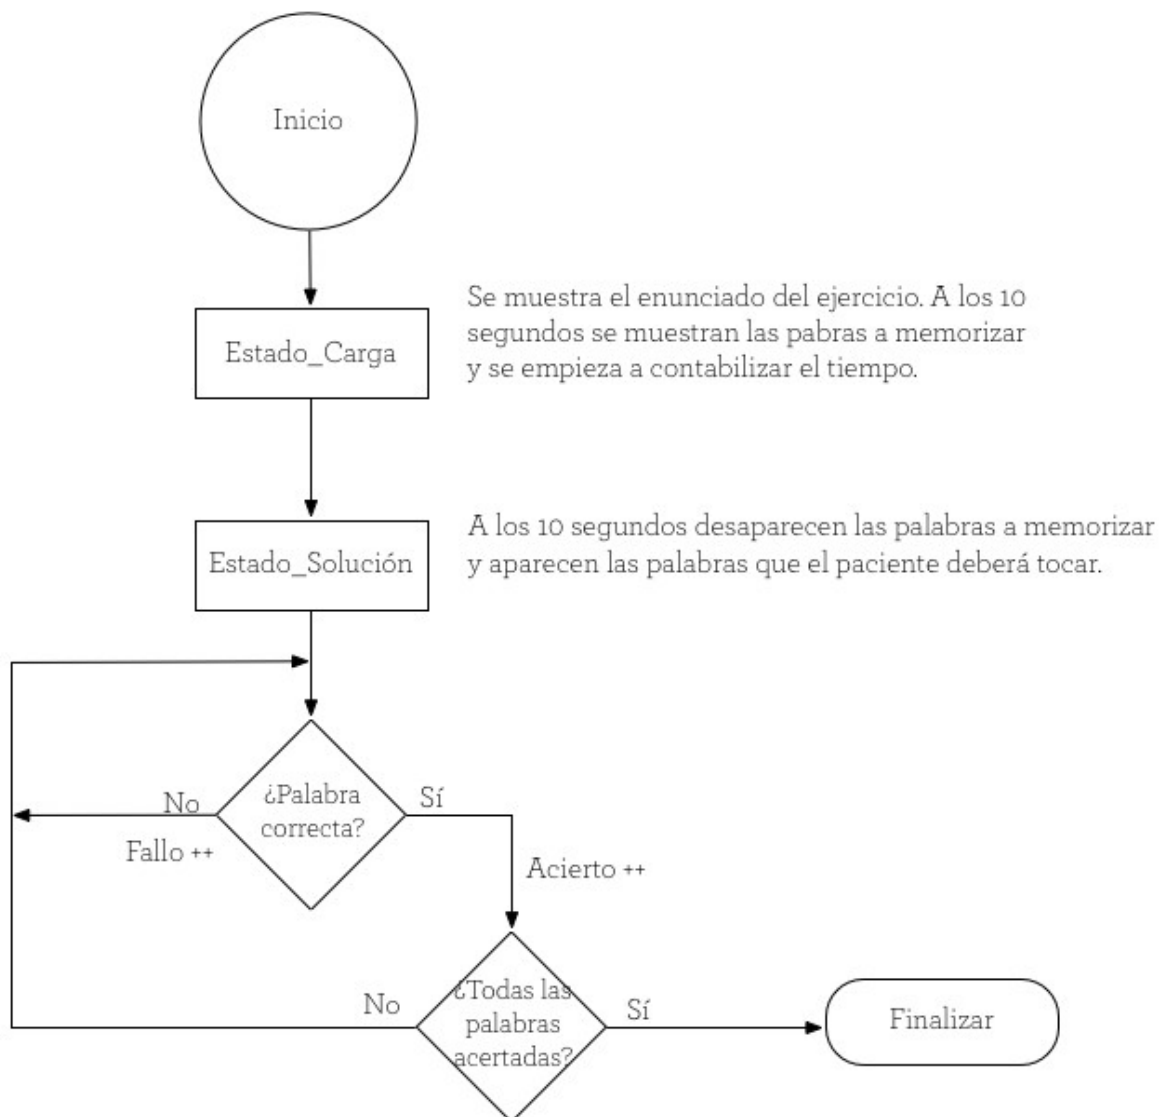 Inicio
Se muestra el enunciado del ejercicio. A los 10
segundos se muestran las pabras a memorizar
y se empieza a contabilizar el tiempo.
Estado_Carga
A los 10 segundos desaparecen las palabras a memorizar
y aparecen las palabras que el paciente deberá tocar.
Estado_Solución
¿Palabra
correcta?
No
Fallo ++
Sí
Acierto ++
¿Todas las
palabras
acertadas?
No
Sí
Finalizar